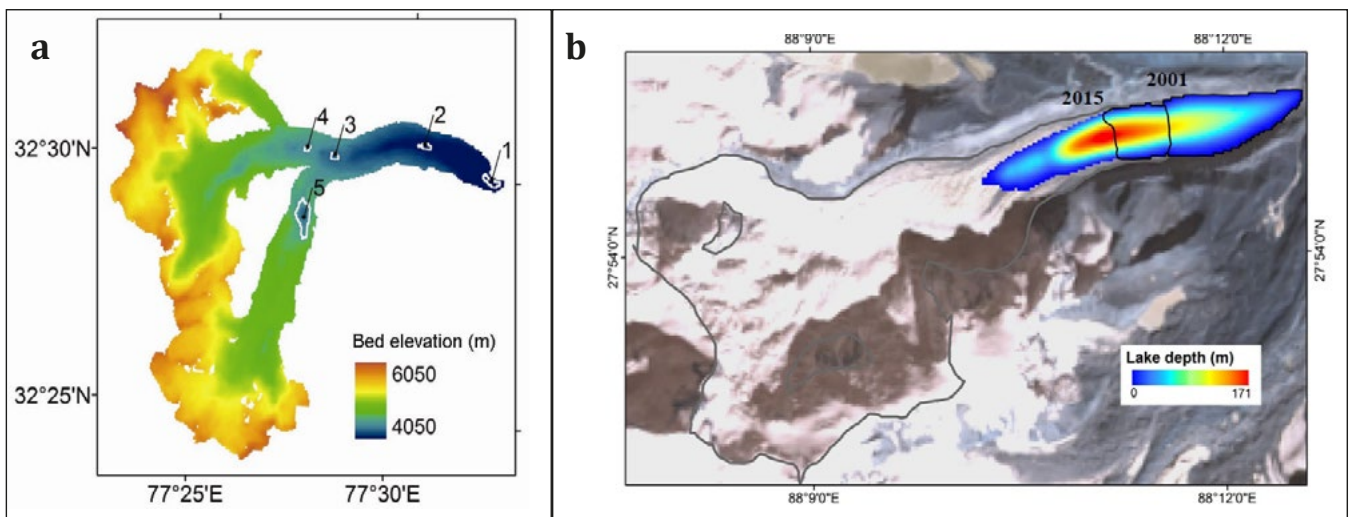 a
32°30'N
32°25'N
77°25'E
77°30'E
1
2
3
4
5
Bed elevation (m)
6050
4050
b
88°9'0"E
88°12'0"E
27°54'0"N
27°54'0"N
2015
2001
Lake depth (m)
0
171
88°9'0"E
88°12'0"E